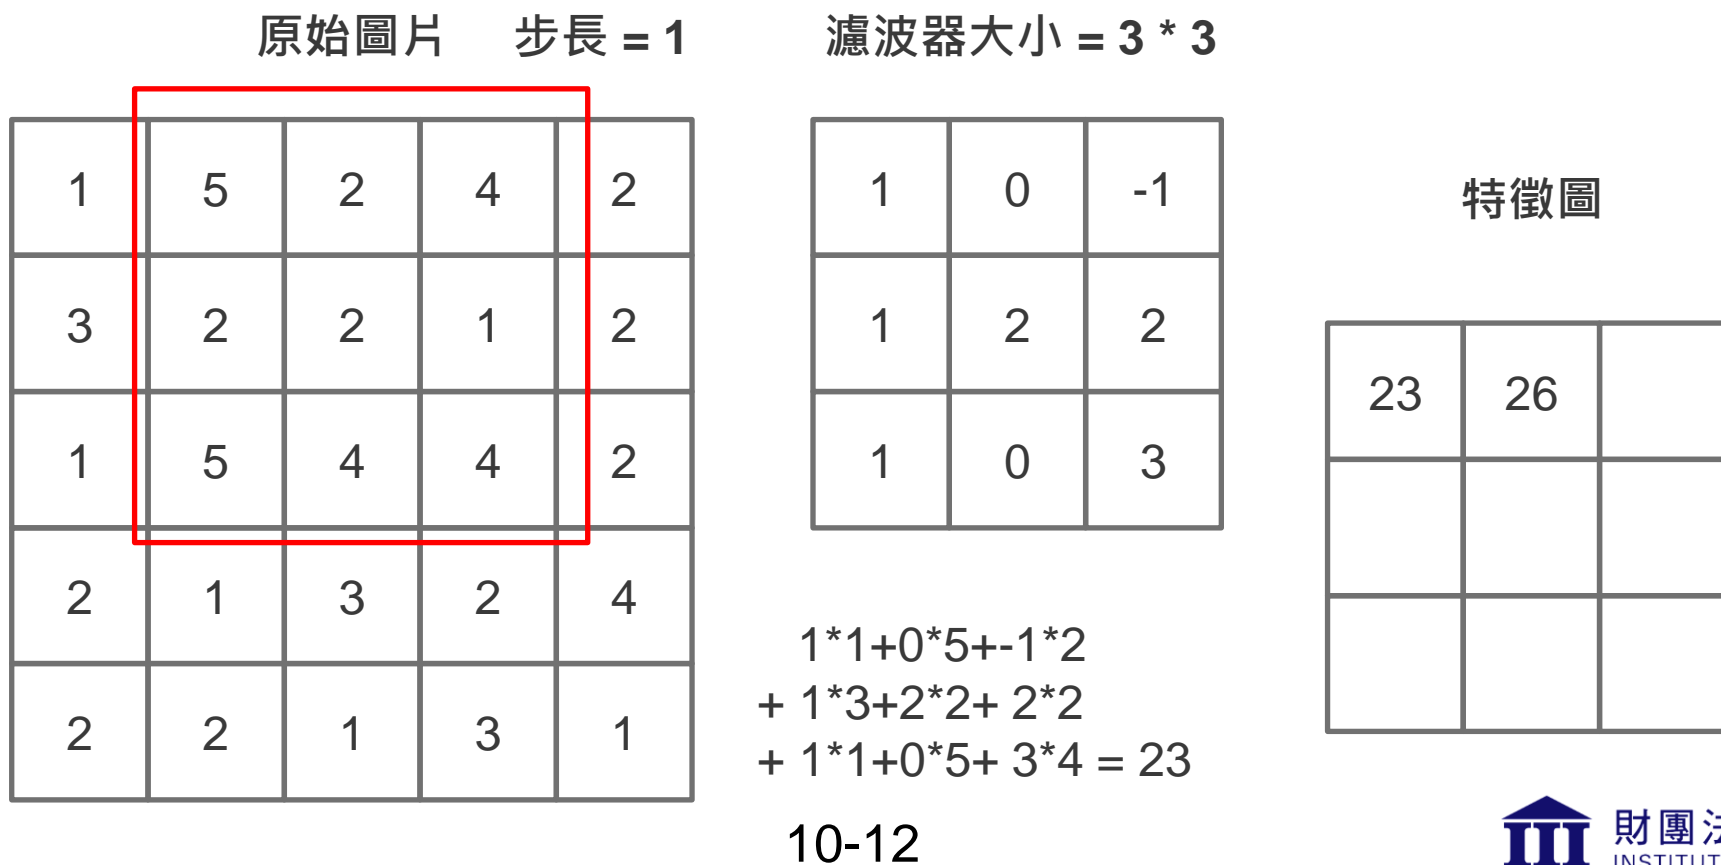 原始圖片 步長 = 1 濾波器大小 = 3 * 3
特徵圖
1 5 2 4 2
3 2 2 1 2
1 5 4 4 2
2 1 3 2 4
2 2 1 3 1
1 0 -1
1 2 2
1 0 3
23 26
1*1+0*5+-1*2
+ 1*3+2*2+ 2*2
+ 1*1+0*5+ 3*4 = 23
10-12
財團法
INSTITUT